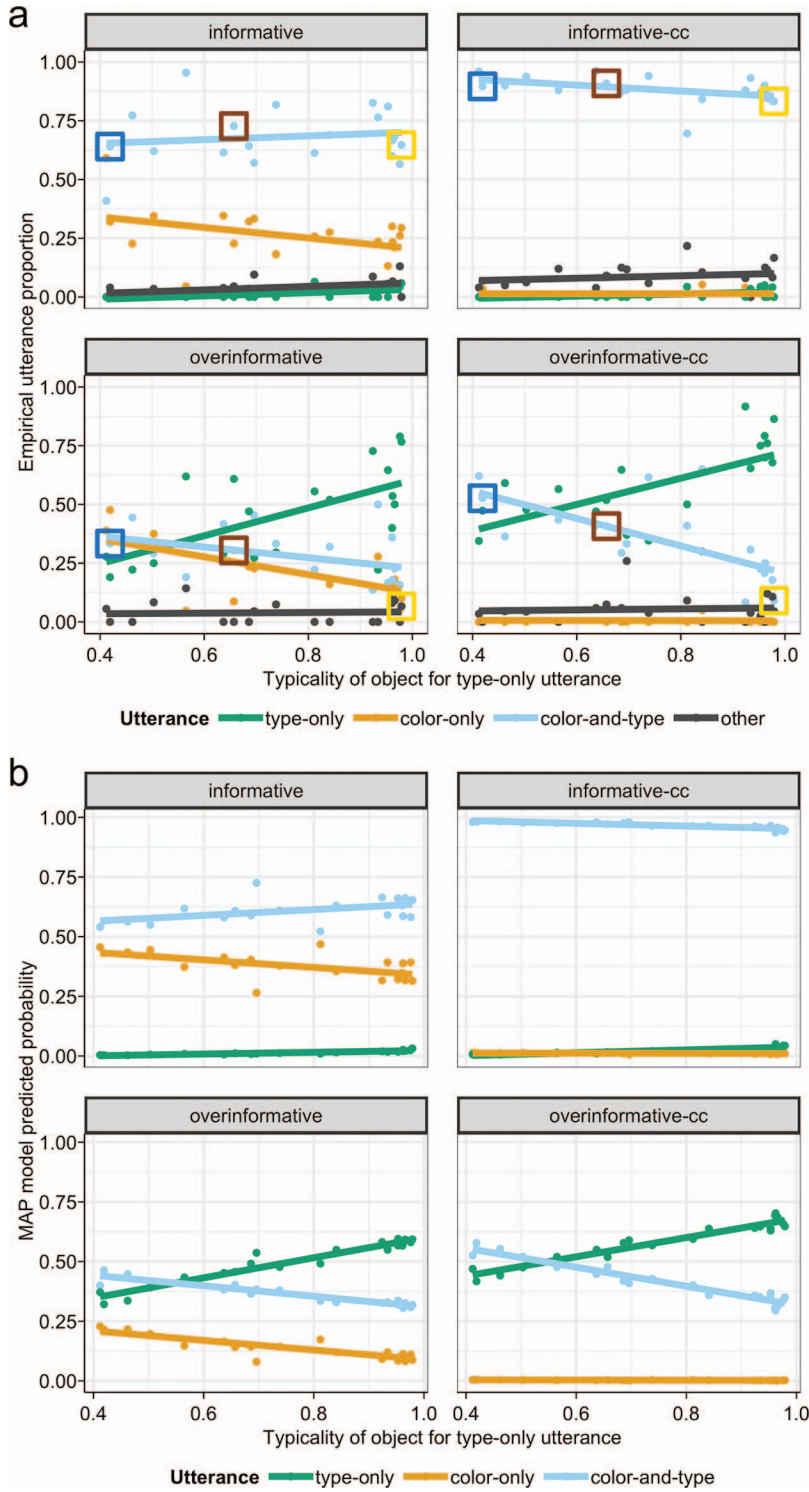 a
informative
informative-cc
1.00
0.75
0.50
0.25
0.00
overinformative
overinformative-cc
1.00
0.75
0.50
0.25
0.00
Empirical utterance proportion
0.4 0.6 0.8 1.0 0.4 0.6 0.8 1.0
Typicality of object for type-only utterance
Utterance type-only color-only color-and-type other
b
informative
informative-cc
1.00
0.75
0.50
0.25
0.00
overinformative
overinformative-cc
1.00
0.75
0.50
0.25
0.00
MAP model predicted probability
0.4 0.6 0.8 1.0 0.4 0.6 0.8 1.0
Typicality of object for type-only utterance
Utterance type-only color-only color-and-type